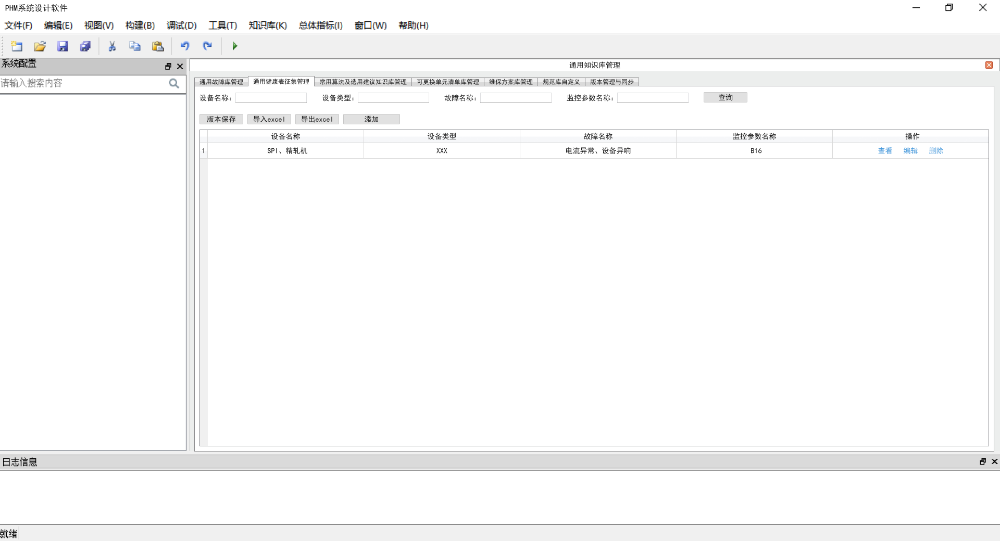 PHM系统设计软件
文件(F) 编辑(E) 视图(V) 构建(B) 调试(D) 工具(T) 知识库(K) 总体指标(I) 窗口(W) 帮助(H)
系统配置
请输入搜索内容
通用知识库管理
通用故障库管理 通用健康表征集管理 常用算法及选用建议知识库管理 可更换单元清单库管理 维保方案库管理 规范库自定义 版本管理与同步
设备名称: 设备类型: 故障名称: 监控参数名称: 查询
版本保存 导入excel 导出excel 添加
设备名称 设备类型 故障名称 监控参数名称 操作
1 SPI、精轧机 XXX 电流异常、设备异响 B16 查看 编辑 删除
日志信息
就绪